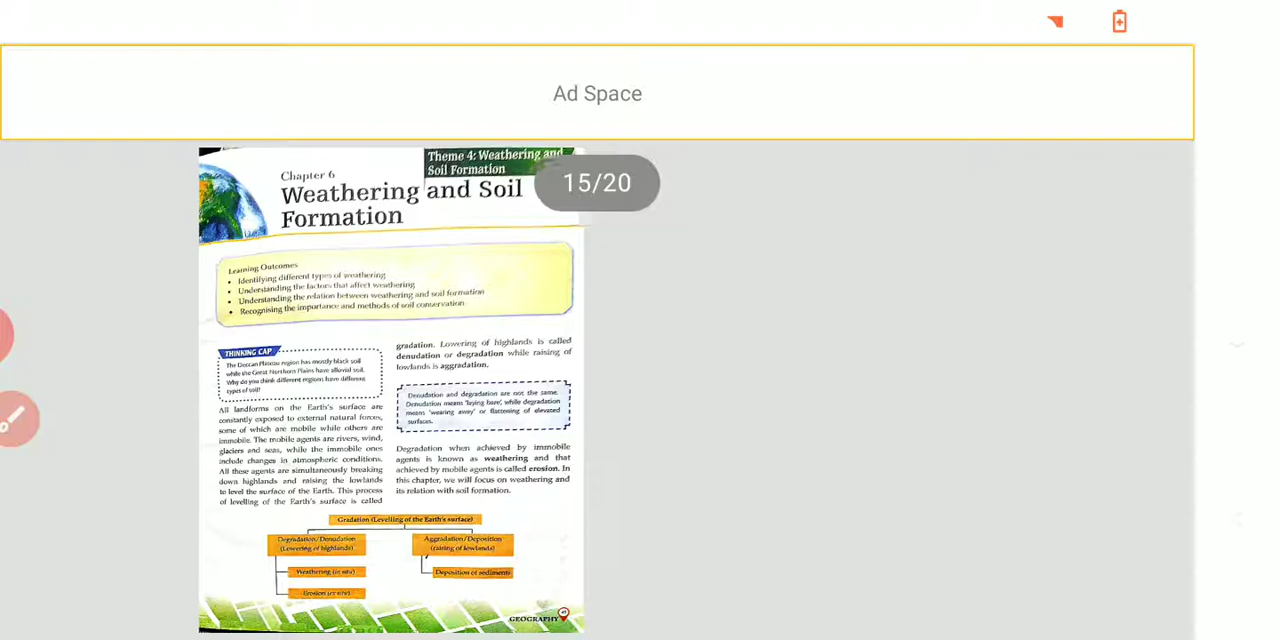 Ad Space
15/20
Theme 4: Weathering and
Soil Formation
Chapter 6
Weathering and Soil
Formation
Learning Outcomes
• Identifying different types of weathering
• Understanding the factors that affect weathering
• Understanding the relation between weathering and soil formation
• Recognising the importance and methods of soil conservation
THINKING CAP
The Deccan Plateau region has mostly black soil
while the Great Northern Plains have alluvial soil.
Why do you think different regions have different
types of soil?
All landforms on the Earth's surface are
constantly exposed to external natural forces,
some of which are mobile while others are
immobile. The mobile agents are rivers, wind,
glaciers and seas, while the immobile ones
include changes in atmospheric conditions.
All these agents are simultaneously breaking
down highlands and raising the lowlands
to level the surface of the Earth. This process
of levelling of the Earth's surface is called
gradation. Lowering of highlands is called
denudation or degradation while raising of
lowlands is aggradation.
Denudation and degradation are not the same.
Denudation means 'laying bare', while degradation
means 'wearing away' or flattening of elevated
surfaces.
Degradation when achieved by immobile
agents is known as weathering and that
achieved by mobile agents is called erosion. In
this chapter, we will focus on weathering and
its relation with soil formation.
Gradation (Levelling of the Earth's surface)
Degradation/Denudation
(Lowering of highlands)
Weathering (in situ)
Erosion (ex situ)
Aggradation/Deposition
(raising of lowlands)
Deposition of sediments
GEOGRAPHY